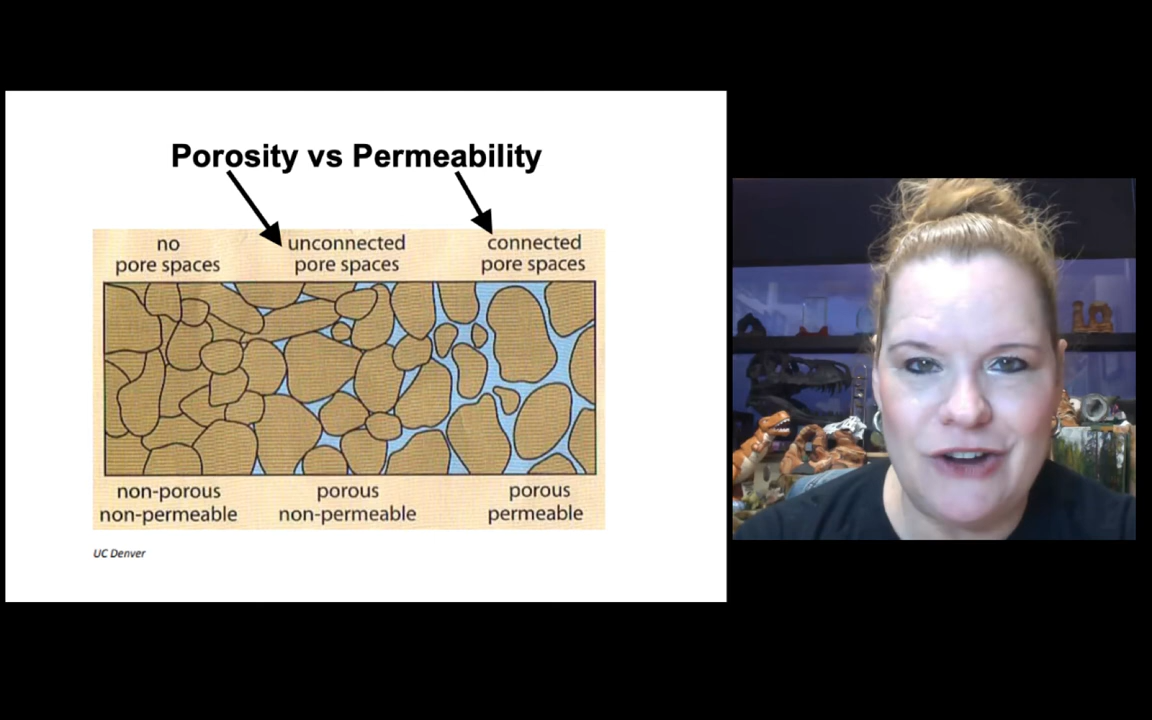 Porosity vs Permeability
no
pore spaces
unconnected
pore spaces
connected
pore spaces
non-porous
non-permeable
porous
non-permeable
porous
permeable
UC Denver